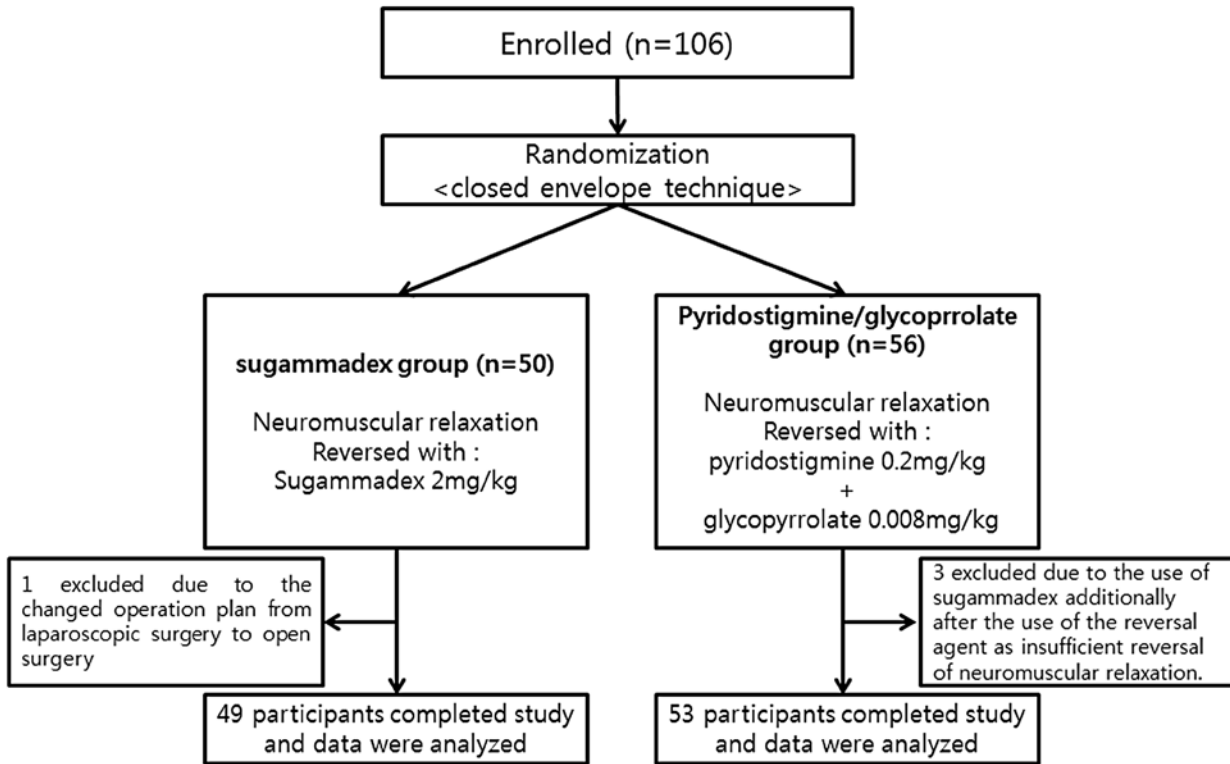 Enrolled (n=106)
Randomization
<closed envelope technique>
sugammadex group (n=50)
Neuromuscular relaxation
Reversed with :
Sugammadex 2mg/kg
Pyridostigmine/glycoprrolate
group (n=56)
Neuromuscular relaxation
Reversed with :
pyridostigmine 0.2mg/kg
+
glycopyrrolate 0.008mg/kg
1 excluded due to the
changed operation plan from
laparoscopic surgery to open
surgery
3 excluded due to the use of
sugammadex additionally
after the use of the reversal
agent as insufficient reversal
of neuromuscular relaxation.
49 participants completed study
and data were analyzed
53 participants completed study
and data were analyzed